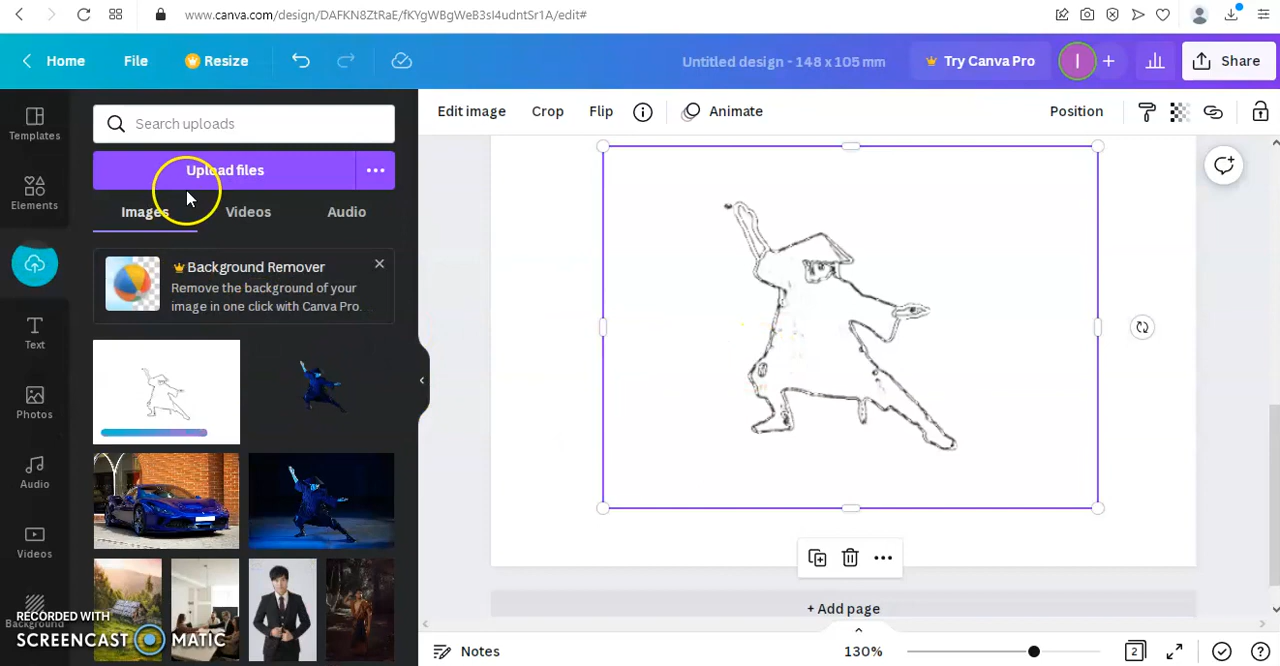 www.canva.com/design/DAFKN8ZtRaE/fKYgWBgWeB3sI4udntSr1A/edit#
Home
File
Resize
Untitled design - 148 x 105 mm
Try Canva Pro
I
+
Share
Templates
Elements
Text
Photos
Audio
Videos
Background
Search uploads
Upload files
Images
Videos
Audio
Background Remover
Remove the background of your
image in one click with Canva Pro.
Edit image
Crop
Flip
Animate
Position
+ Add page
Notes
130%
2
RECORDED WITH
SCREENCAST MATIC